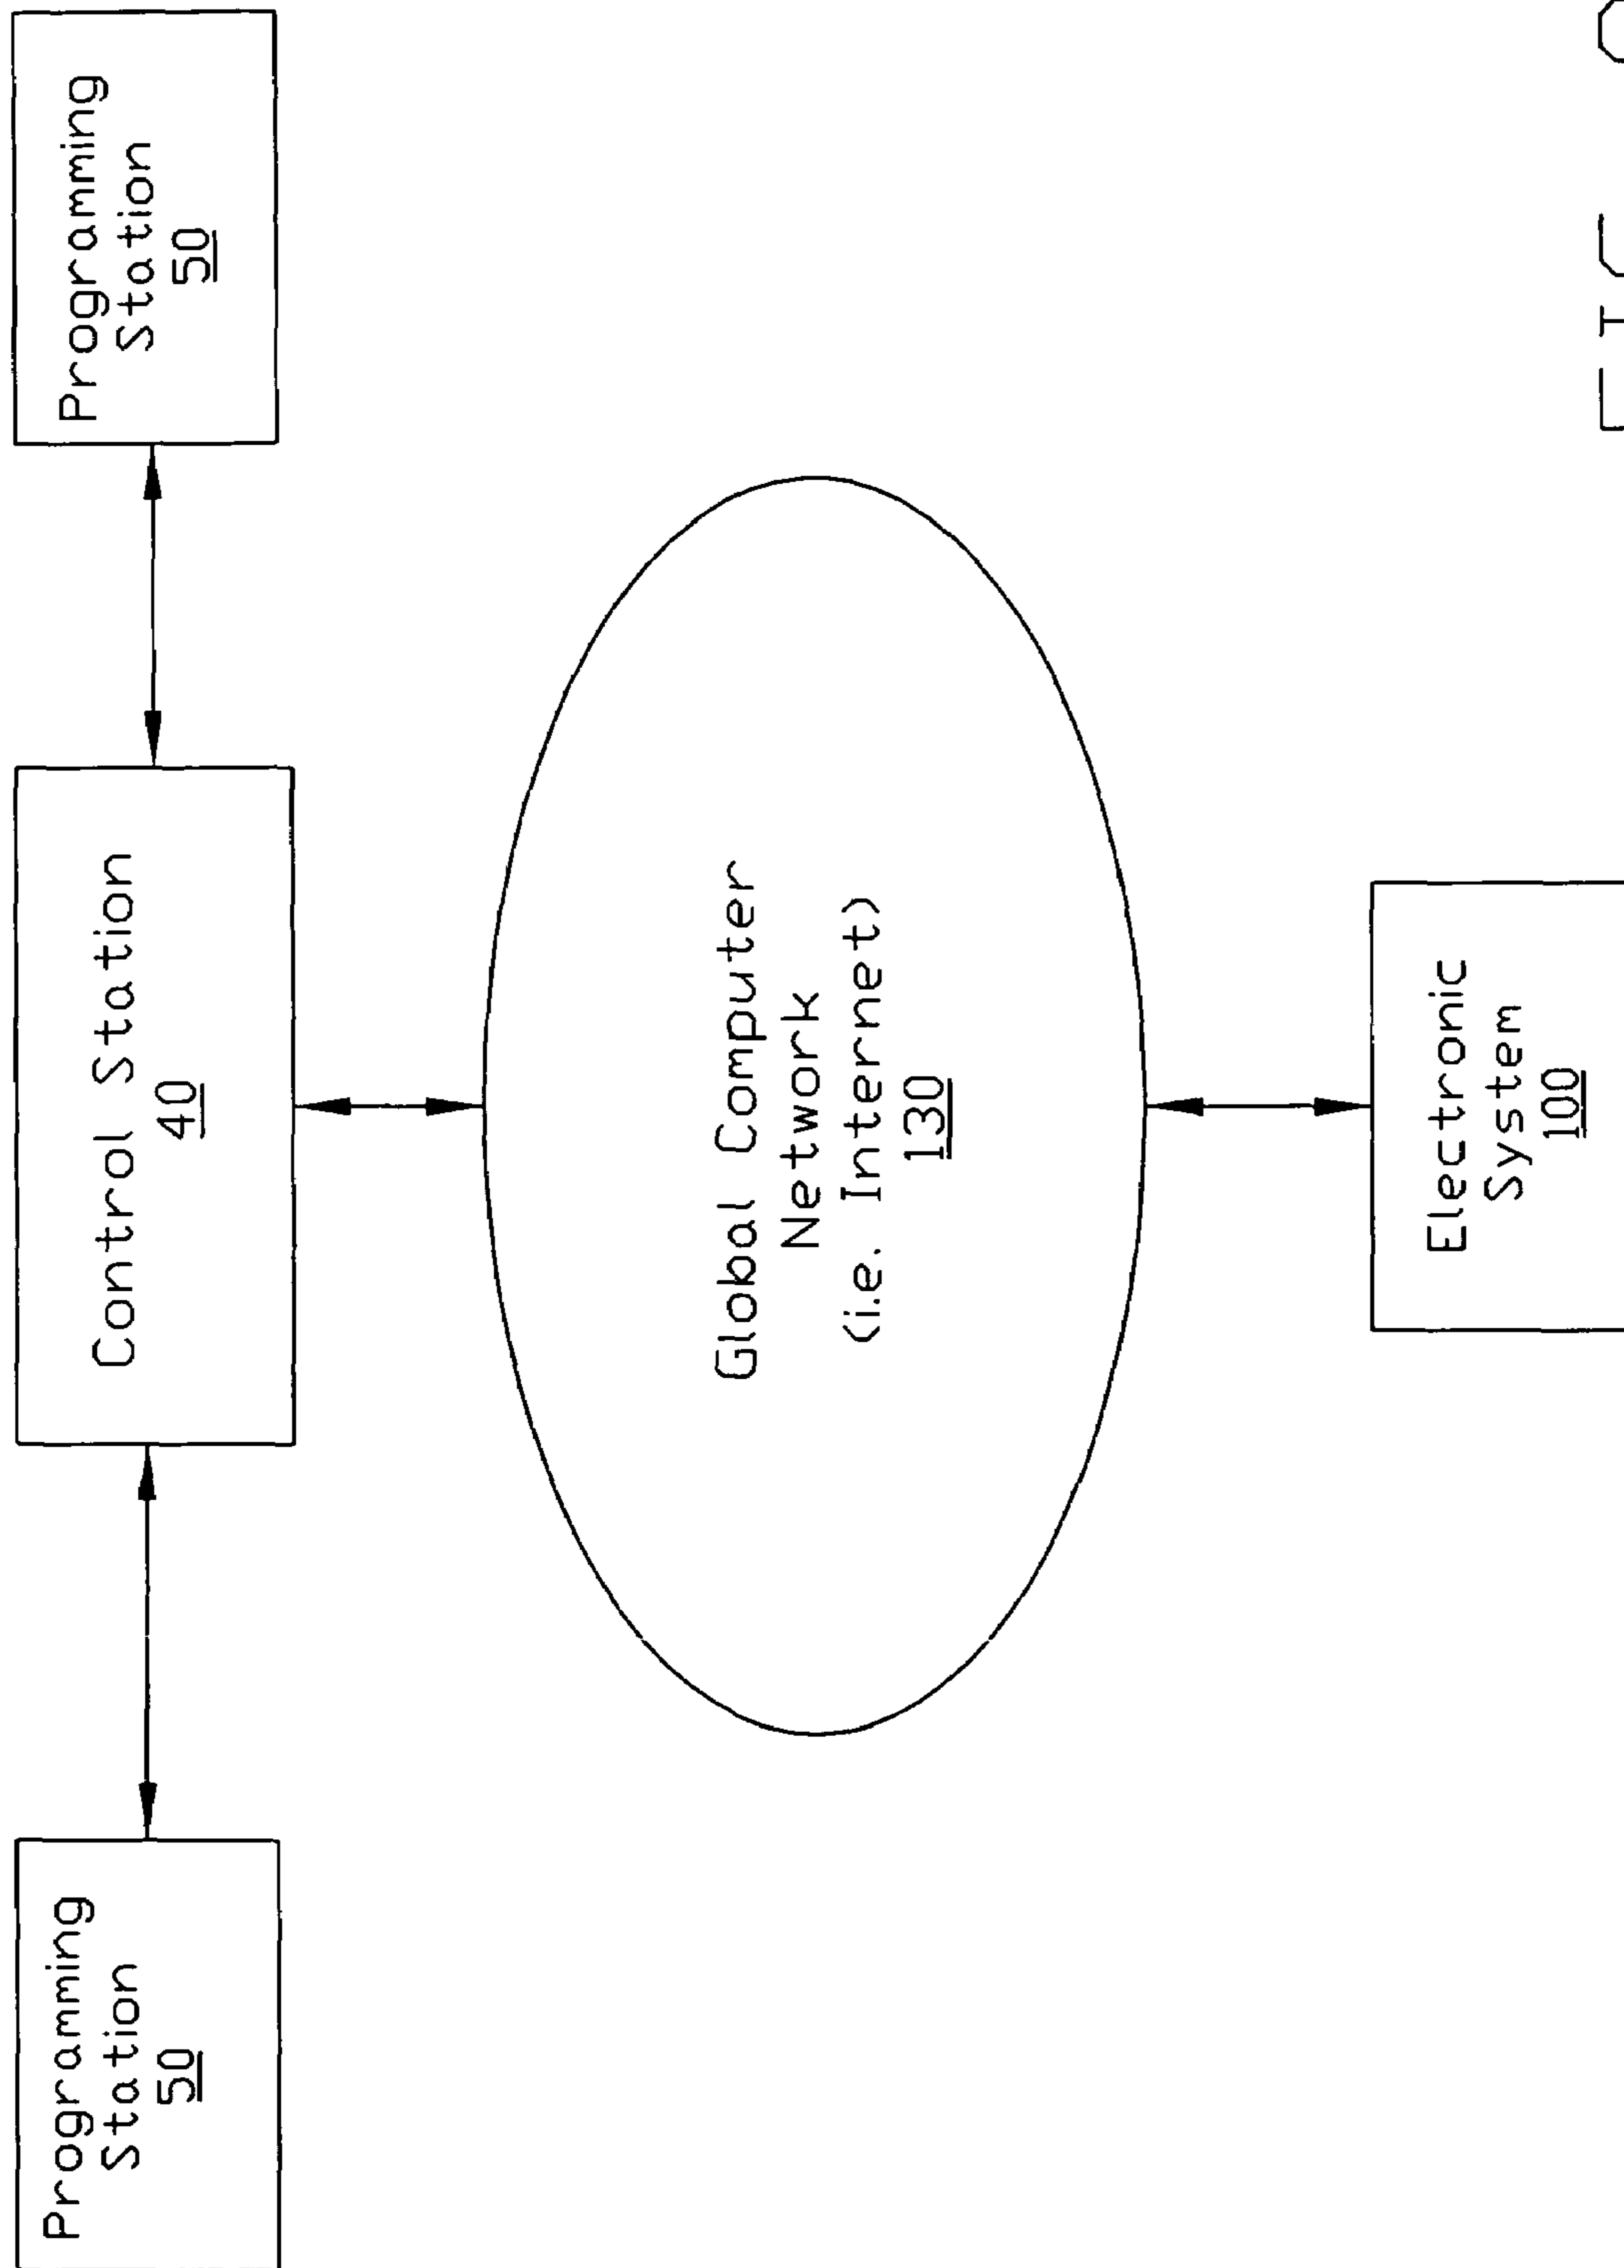 Programming
Station
50
Control Station
40
Programming
Station
50
Global Computer
Network
(i.e. Internet)
130
Electronic
System
100